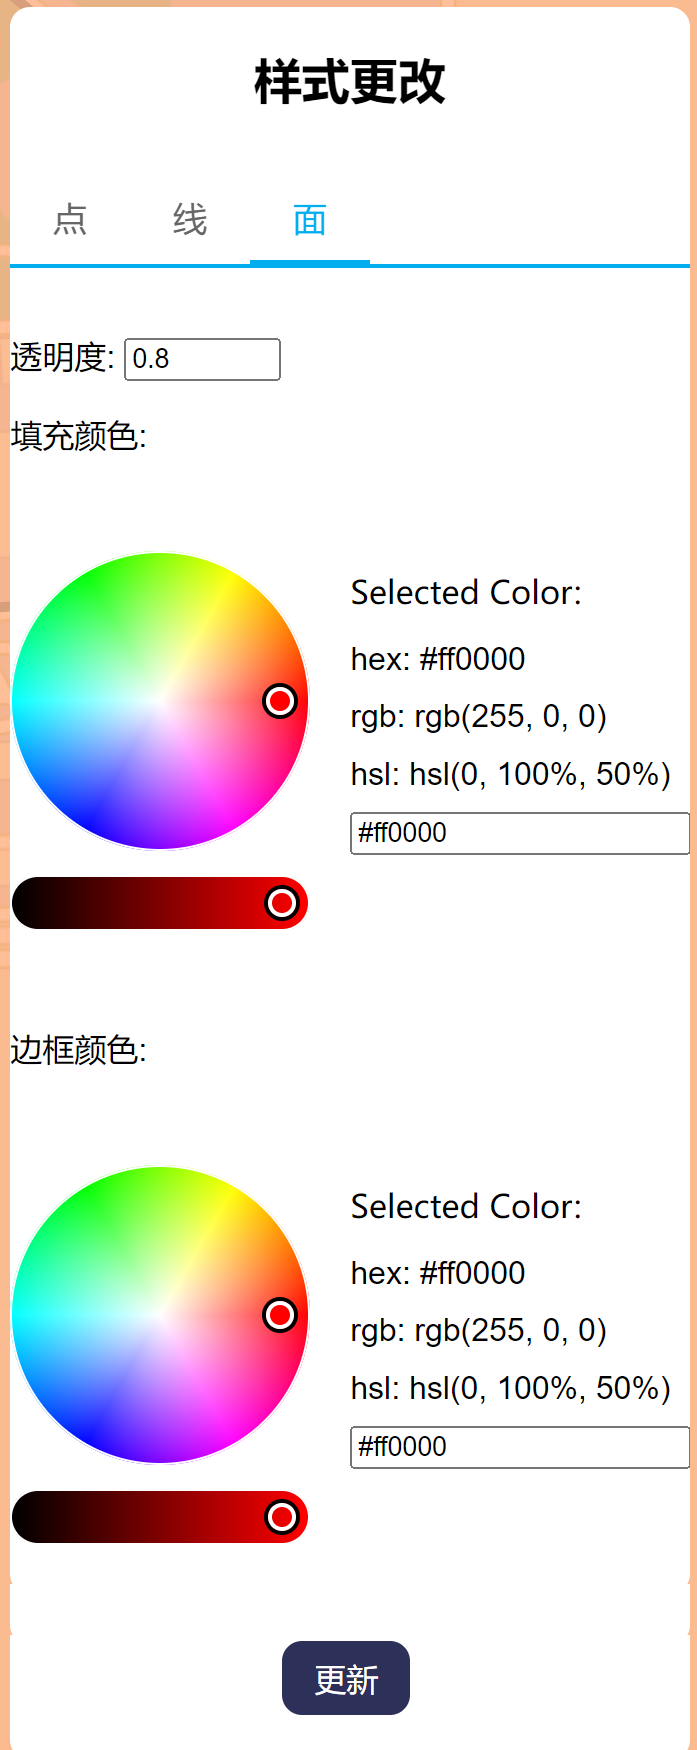 样式更改
点 线 面
透明度: 0.8
填充颜色:
Selected Color:
hex: #ff0000
rgb: rgb(255, 0, 0)
hsl: hsl(0, 100%, 50%)
#ff0000
边框颜色:
Selected Color:
hex: #ff0000
rgb: rgb(255, 0, 0)
hsl: hsl(0, 100%, 50%)
#ff0000
更新